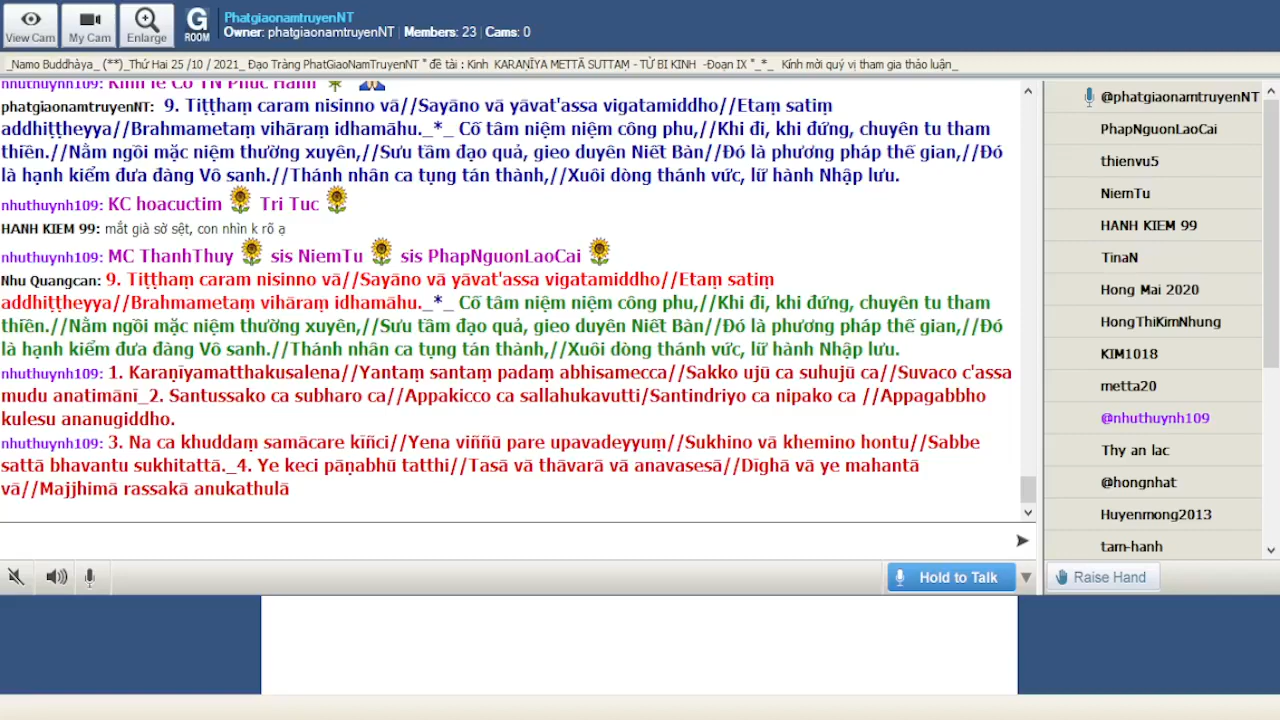 View Cam
My Cam
Enlarge
G
ROOM
PhatgiaonamtruyenNT
Owner: phatgiaonamtruyenNT | Members: 23 | Cams: 0
_Namo Buddhàya_ (**)_Thứ Hai 25 /10 / 2021_ Đạo Tràng PhatGiaoNamTruyenNT " đề tài : Kinh KARAṆĪYA METTĀ SUTTAṂ - TỪ BI KINH -Đoạn IX "_*_ Kính mời quý vị tham gia thảo luận_
nhuthuynh109: Kính lễ Cô TN Phúc Hạnh
phatgiaonamtruyenNT: 9. Tiṭṭhaṃ caram nisinno vā//Sayāno vā yāvat'assa vigatamiddho//Etaṃ satiṃ
addhiṭṭheyya//Brahmametaṃ vihāraṃ idhamāhu._*_ Cố tâm niệm niệm công phu,//Khi đi, khi đứng, chuyên tu tham
thiền.//Nằm ngồi mặc niệm thường xuyên,//Sưu tầm đạo quả, gieo duyên Niết Bàn//Đó là phương pháp thế gian,//Đó
là hạnh kiểm đưa đàng Vô sanh.//Thánh nhân ca tụng tán thành,//Xuôi dòng thánh vức, lữ hành Nhập lưu.
nhuthuynh109: KC hoacuctim Tri Tuc
HANH KIEM 99: mắt già sờ sệt, con nhìn k rõ ạ
nhuthuynh109: MC ThanhThuy sis NiemTu sis PhapNguonLaoCai
Nhu Quangcan: 9. Tiṭṭhaṃ caram nisinno vā//Sayāno vā yāvat'assa vigatamiddho//Etaṃ satiṃ
addhiṭṭheyya//Brahmametaṃ vihāraṃ idhamāhu._*_ Cố tâm niệm niệm công phu,//Khi đi, khi đứng, chuyên tu tham
thiền.//Nằm ngồi mặc niệm thường xuyên,//Sưu tầm đạo quả, gieo duyên Niết Bàn//Đó là phương pháp thế gian,//Đó
là hạnh kiểm đưa đàng Vô sanh.//Thánh nhân ca tụng tán thành,//Xuôi dòng thánh vức, lữ hành Nhập lưu.
nhuthuynh109: 1. Karaṇīyamatthakusalena//Yantaṃ santaṃ padaṃ abhisamecca//Sakko ujū ca suhujū ca//Suvaco c'assa
mudu anatimānī_2. Santussako ca subharo ca//Appakicco ca sallahukavutti/Santindriyo ca nipako ca //Appagabbho
kulesu ananugiddho.
nhuthuynh109: 3. Na ca khuddaṃ samācare kīñci//Yena viññū pare upavadeyyuṃ//Sukhino vā khemino hontu//Sabbe
sattā bhavantu sukhitattā._4. Ye keci pāṇabhū tatthi//Tasā vā thāvarā vā anavasesā//Dīghā vā ye mahantā
vā//Majjhimā rassakā anukathulā
Hold to Talk
@phatgiaonamtruyenNT
PhapNguonLaoCai
thienvu5
NiemTu
HANH KIEM 99
TinaN
Hong Mai 2020
HongThiKimNhung
KIM1018
metta20
@nhuthuynh109
Thy an lac
@hongnhat
Huyenmong2013
tam-hanh
Raise Hand